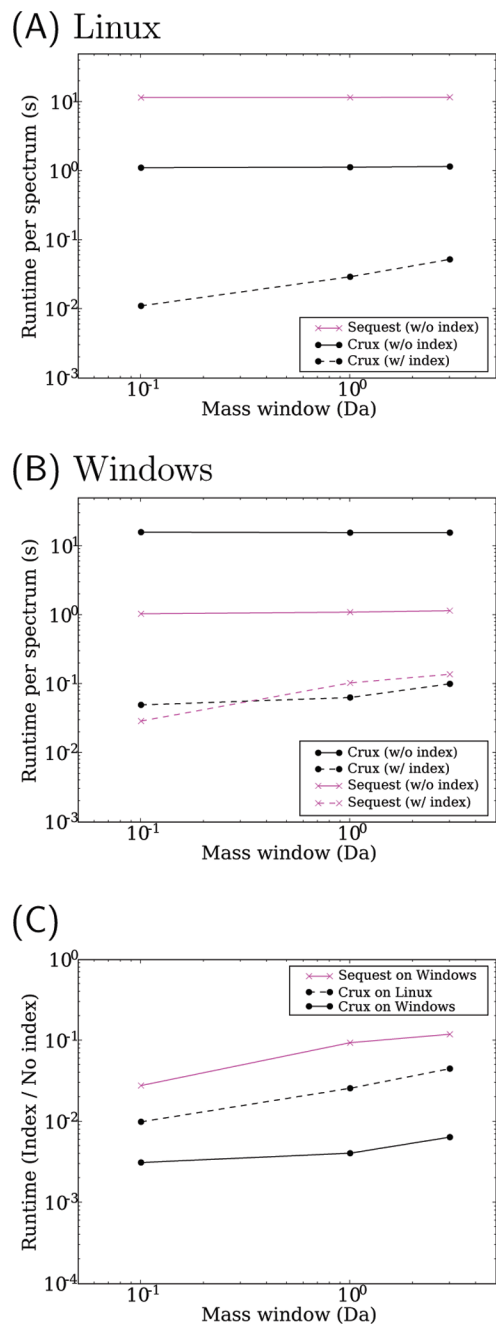 (A) Linux
10^1
10^0
10^-1
10^-2
10^-3
Runtime per spectrum (s)
Sequest (w/o index)
Crux (w/o index)
Crux (w/ index)
10^-1 10^0
Mass window (Da)
(B) Windows
10^1
10^0
10^-1
10^-2
10^-3
Runtime per spectrum (s)
Crux (w/o index)
Crux (w/ index)
Sequest (w/o index)
Sequest (w/ index)
10^-1 10^0
Mass window (Da)
(C)
10^0
10^-1
10^-2
10^-3
10^-4
Runtime (Index / No index)
Sequest on Windows
Crux on Linux
Crux on Windows
10^-1 10^0
Mass window (Da)